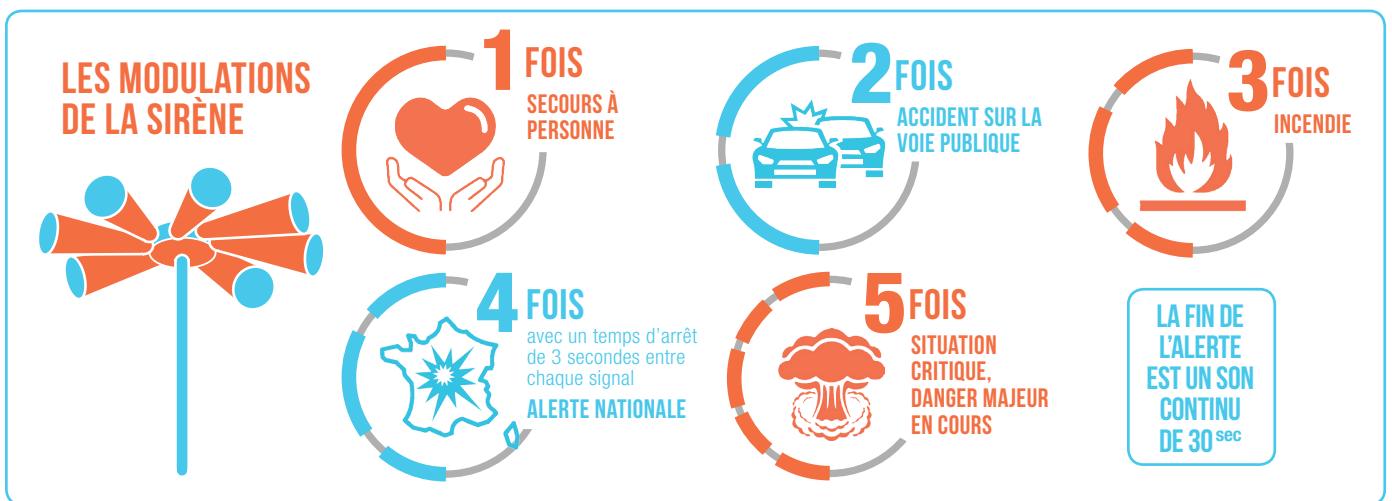 LES MODULATIONS
DE LA SIRÈNE
1 FOIS
SECOURS À
PERSONNE
2 FOIS
ACCIDENT SUR LA
VOIE PUBLIQUE
3 FOIS
INCENDIE
4 FOIS
avec un temps d'arrêt
de 3 secondes entre
chaque signal
ALERTE NATIONALE
5 FOIS
SITUATION
CRITIQUE,
DANGER MAJEUR
EN COURS
LA FIN DE
L'ALERTE
EST UN SON
CONTINU
DE 30 sec